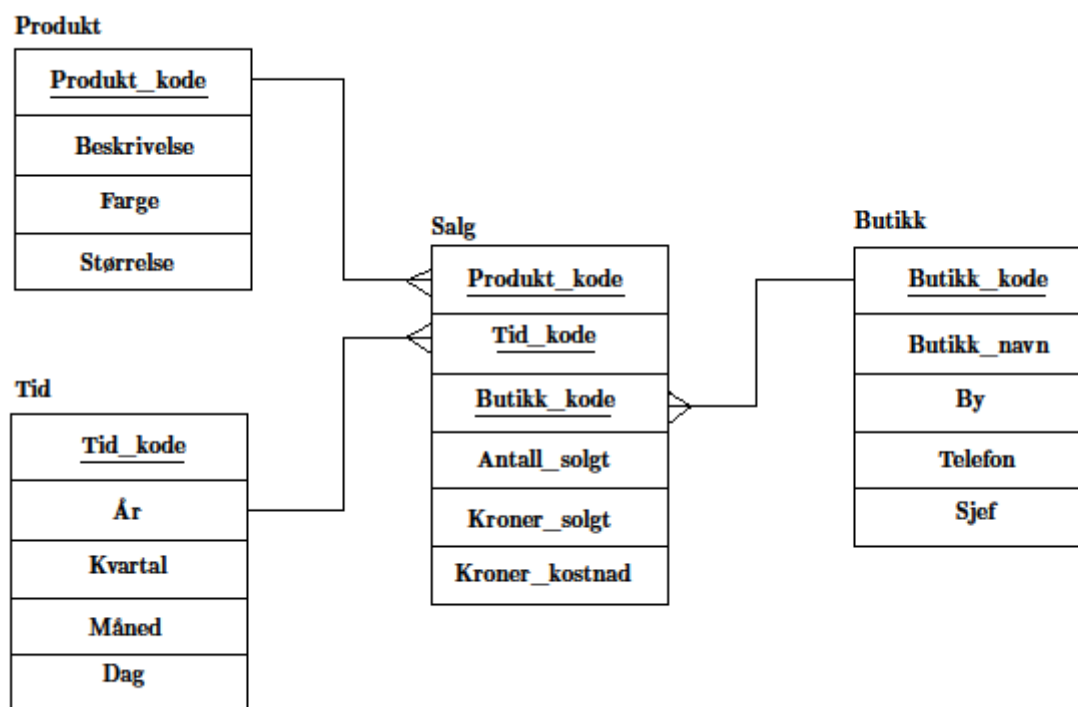 Produkt
Produkt_kode
Beskrivelse
Farge
Størrelse
Tid
Tid_kode
År
Kvartal
Måned
Dag
Salg
Produkt_kode
Tid_kode
Butikk_kode
Antall_solgt
Kroner_solgt
Kroner_kostnad
Butikk
Butikk_kode
Butikk_navn
By
Telefon
Sjef